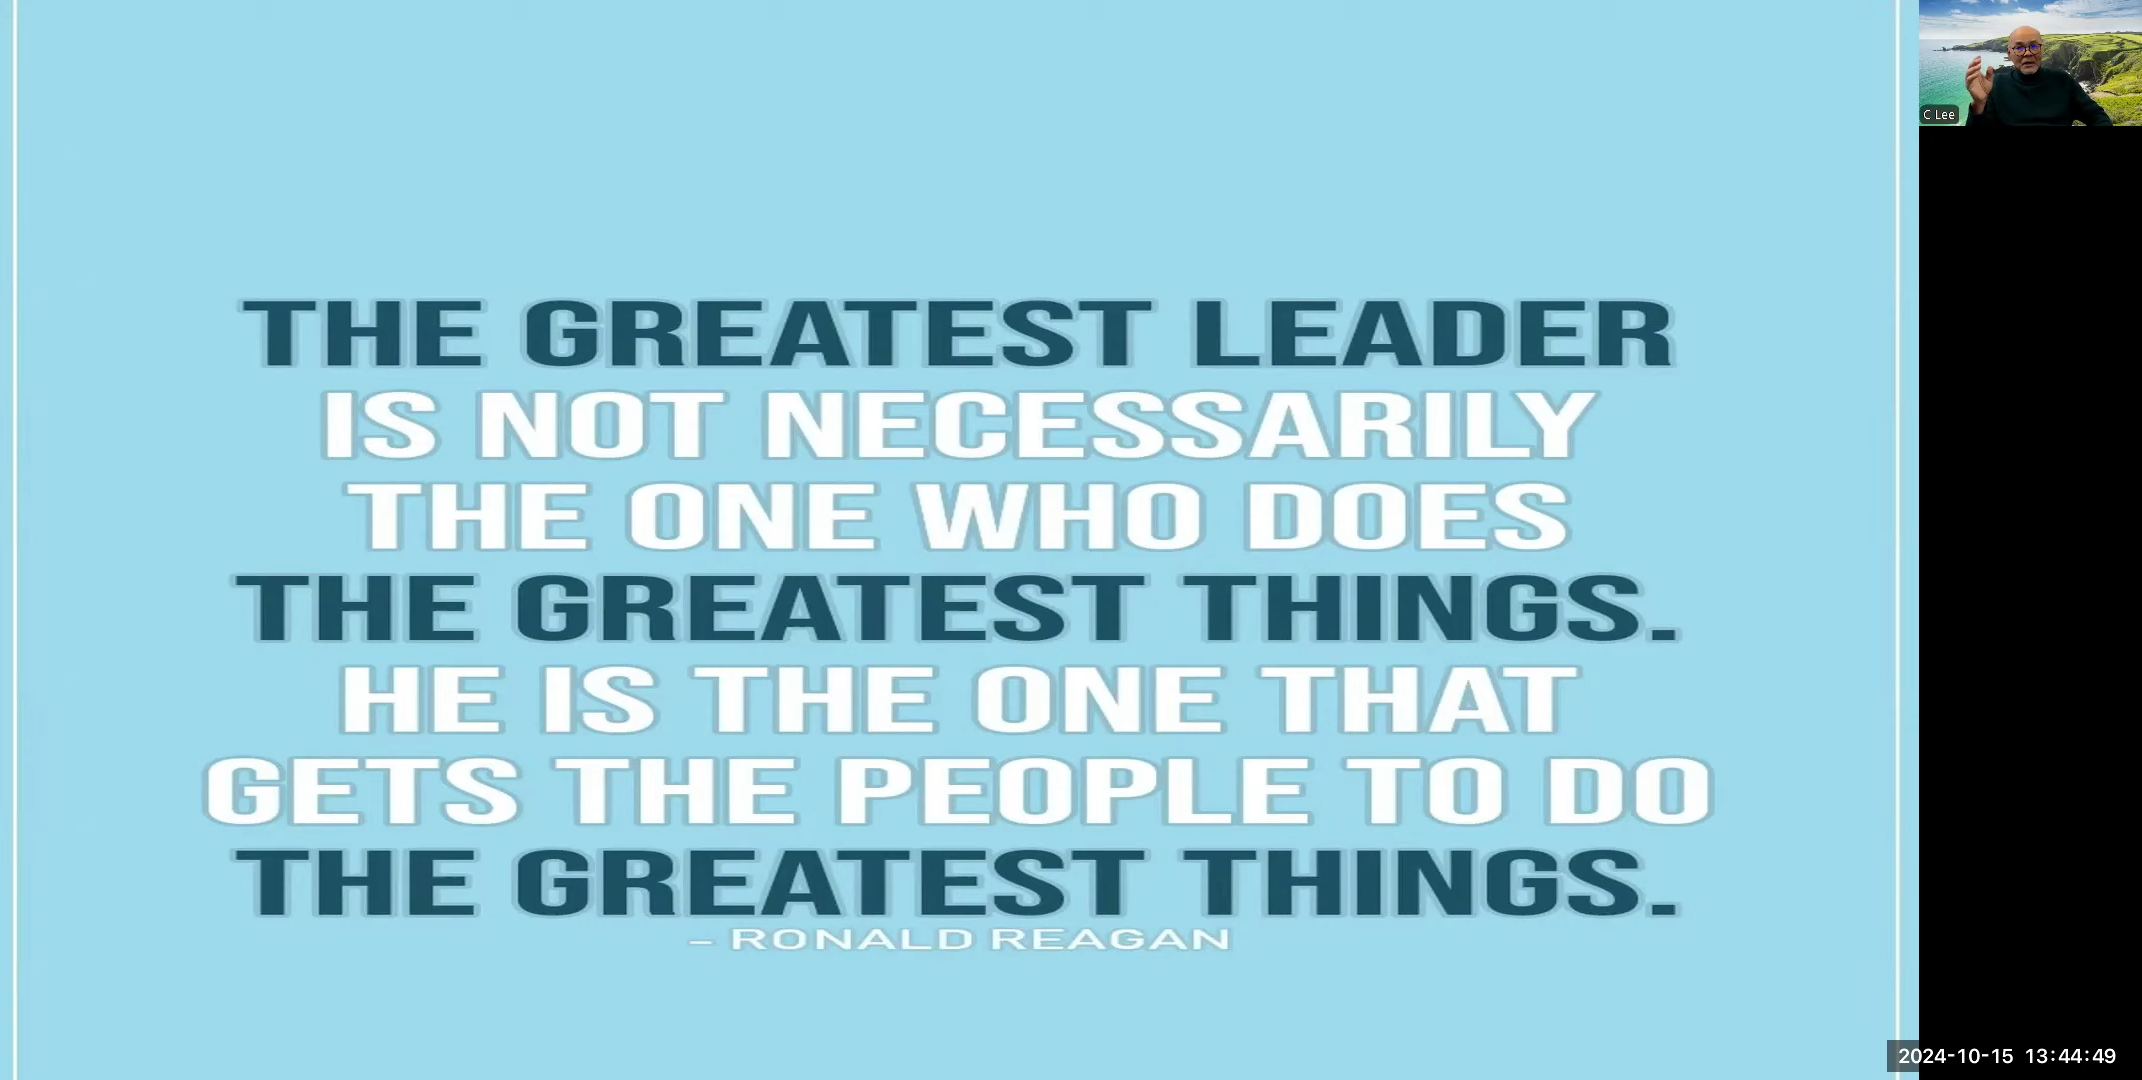 THE GREATEST LEADER
IS NOT NECESSARILY
THE ONE WHO DOES
THE GREATEST THINGS.
HE IS THE ONE THAT
GETS THE PEOPLE TO DO
THE GREATEST THINGS.
– RONALD REAGAN
C Lee
2024-10-15 13:44:49